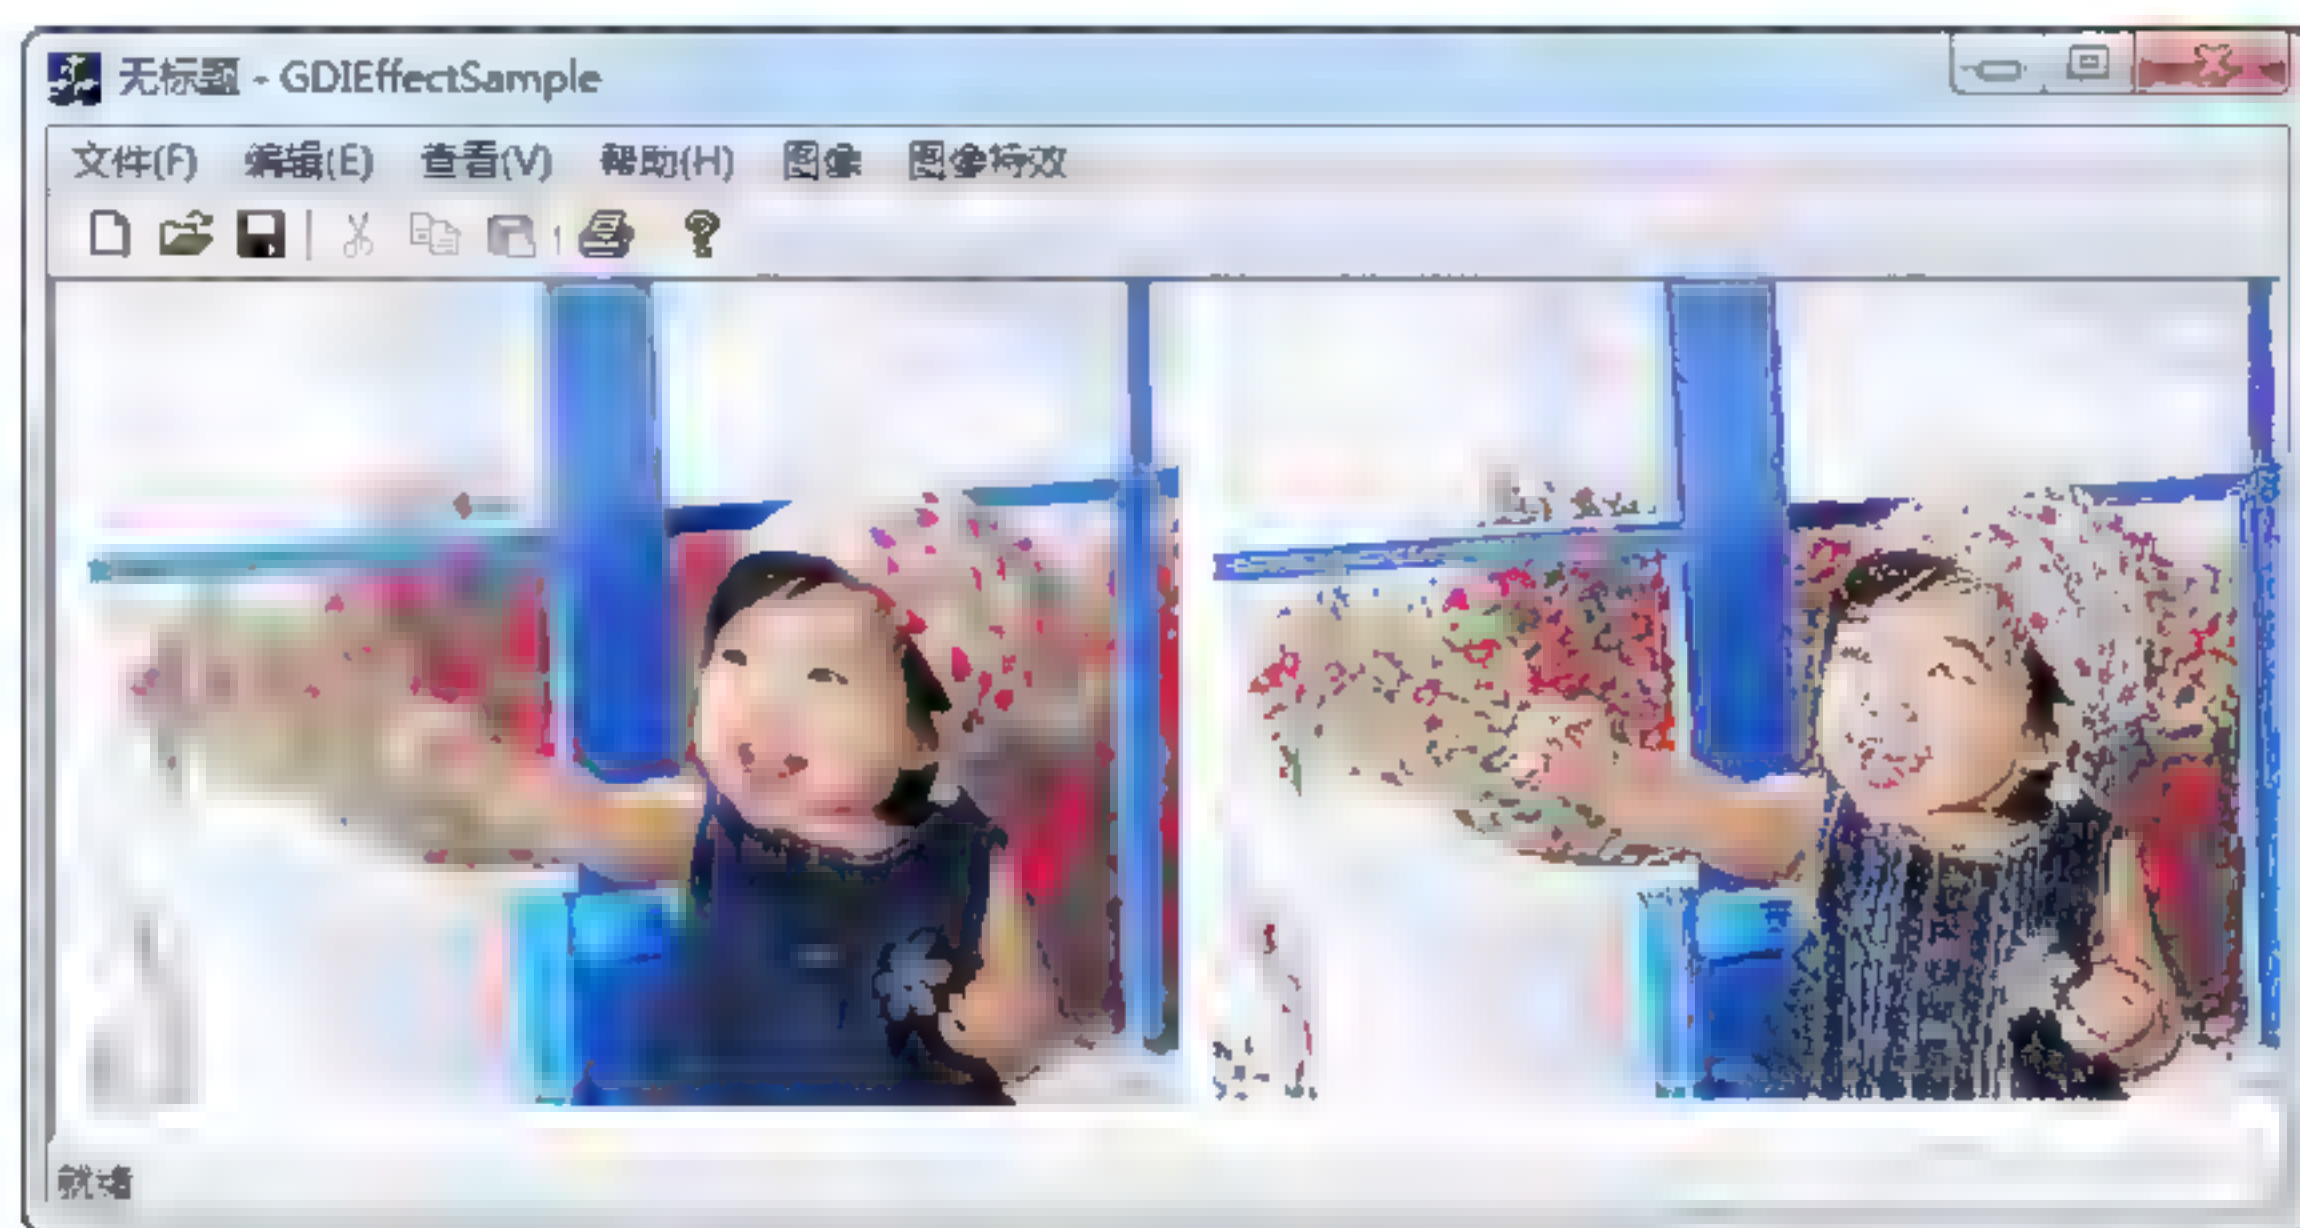 无标题 - GDIEffectSample
文件(F) 编辑(E) 查看(V) 帮助(H) 图像 图像特效
就绪